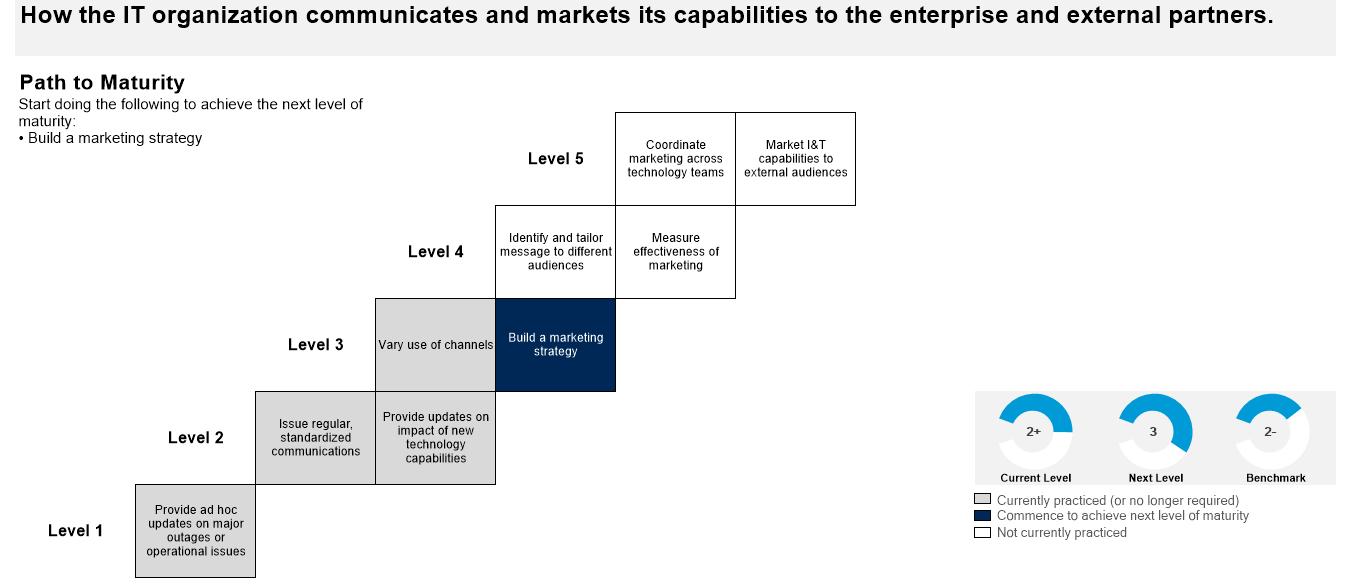 How the IT organization communicates and markets its capabilities to the enterprise and external partners.
Path to Maturity
Start doing the following to achieve the next level of
maturity:
• Build a marketing strategy
Level 5
Coordinate
marketing across
technology teams
Market I&T
capabilities to
external audiences
Level 4
Identify and tailor
message to different
audiences
Measure
effectiveness of
marketing
Level 3
Vary use of channels
Build a marketing
strategy
Level 2
Issue regular,
standardized
communications
Provide updates on
impact of new
technology
capabilities
Level 1
Provide ad hoc
updates on major
outages or
operational issues
2+
Current Level
3
Next Level
2-
Benchmark
Currently practiced (or no longer required)
Commence to achieve next level of maturity
Not currently practiced